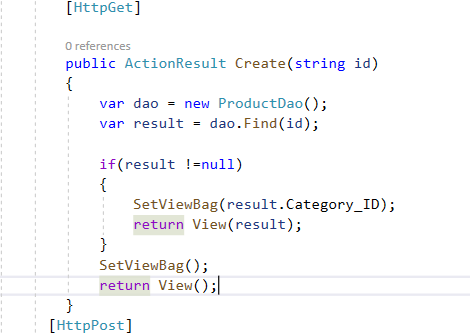 [HttpGet]
0 references
public ActionResult Create(string id)
{
var dao = new ProductDao();
var result = dao.Find(id);
if(result !=null)
{
SetViewBag(result.Category_ID);
return View(result);
}
SetViewBag();
return View();
}
[HttpPost]